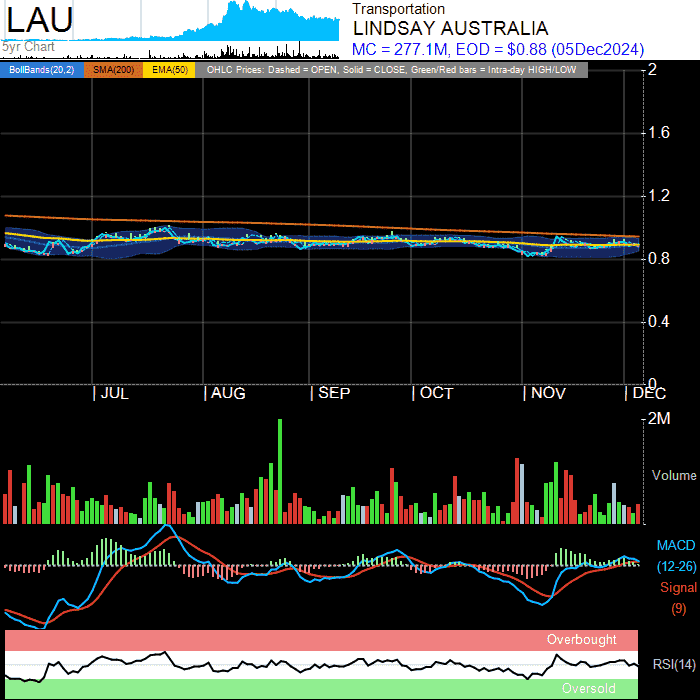 LAU
5yr Chart
Transportation
LINDSAY AUSTRALIA
MC = 277.1M, EOD = $0.88 (05Dec2024)
BollBands(20,2) SMA(200) EMA(50) OHLC Prices: Dashed = OPEN, Solid = CLOSE, Green/Red bars = Intra-day HIGH/LOW
2
1.6
1.2
0.8
0.4
0
JUL AUG SEP OCT NOV DEC
2M
Volume
MACD
(12-26)
Signal
(9)
Overbought
RSI(14)
Oversold